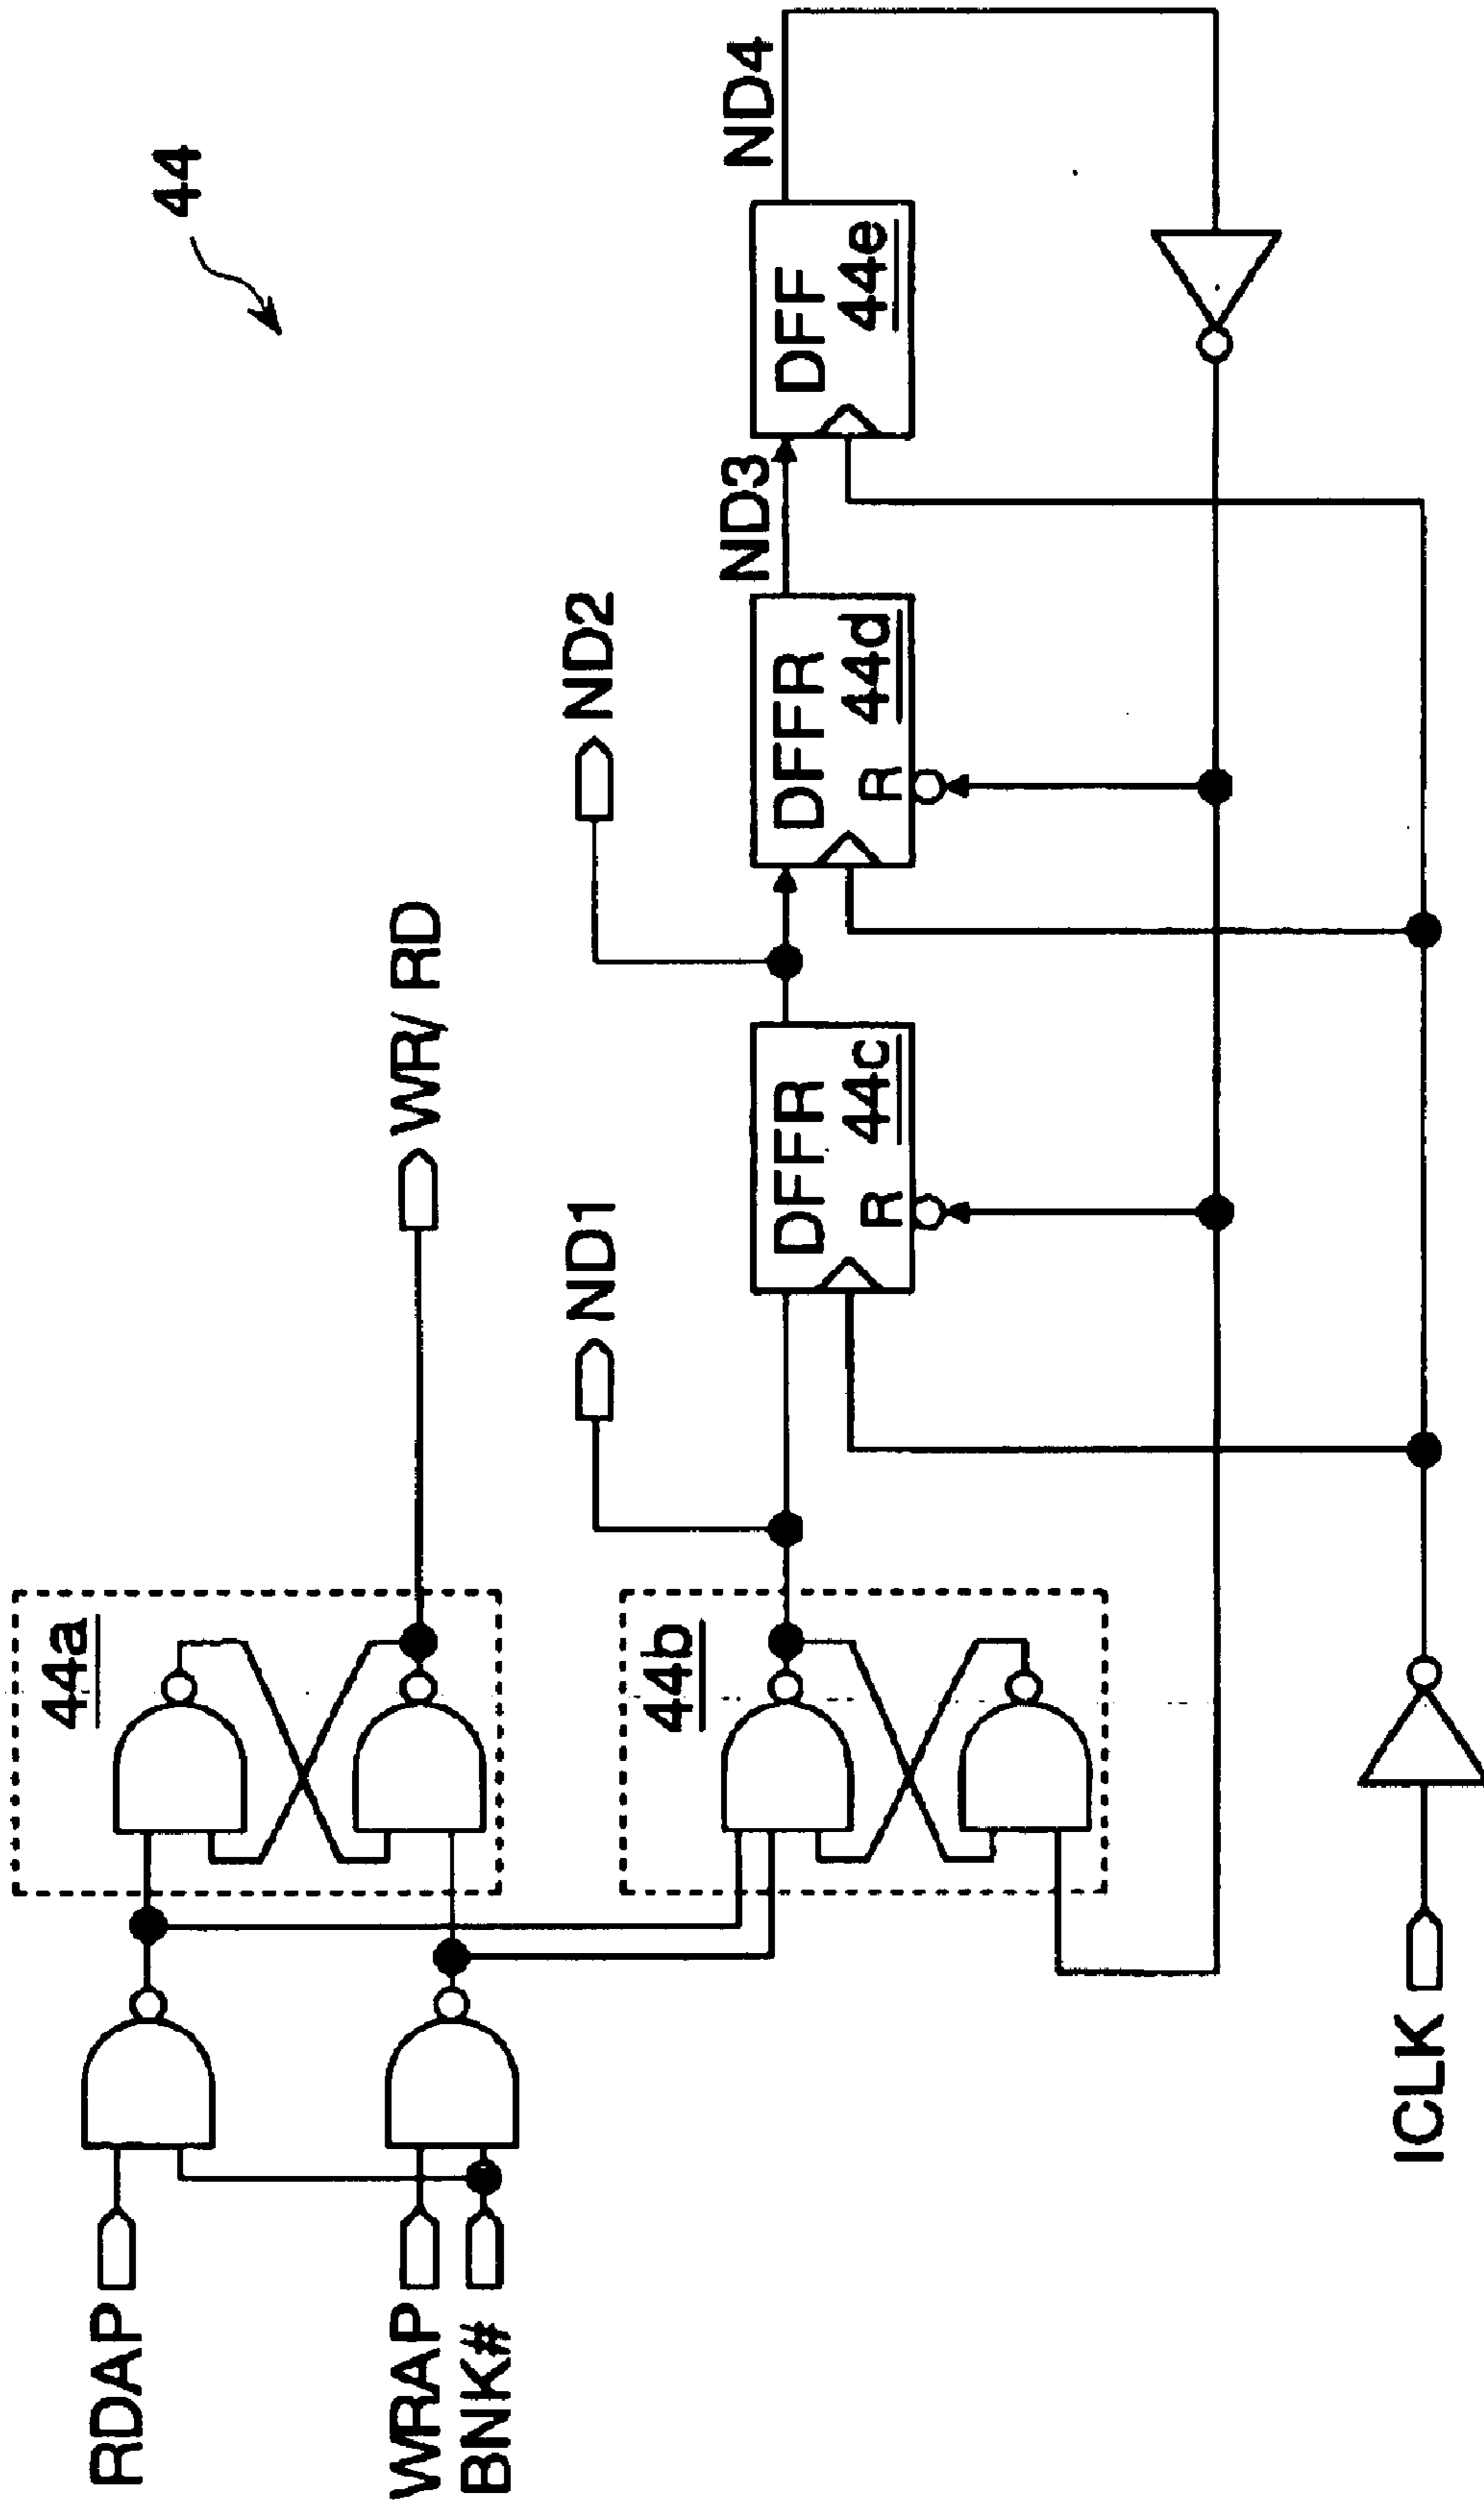 44
RDAP
WRAP
BNK#
44a
WR/RD
ND1
ND2
44b
DFFR
R
44c
DFFR
R
44d
ND3
DFF
44e
ND4
ICLK